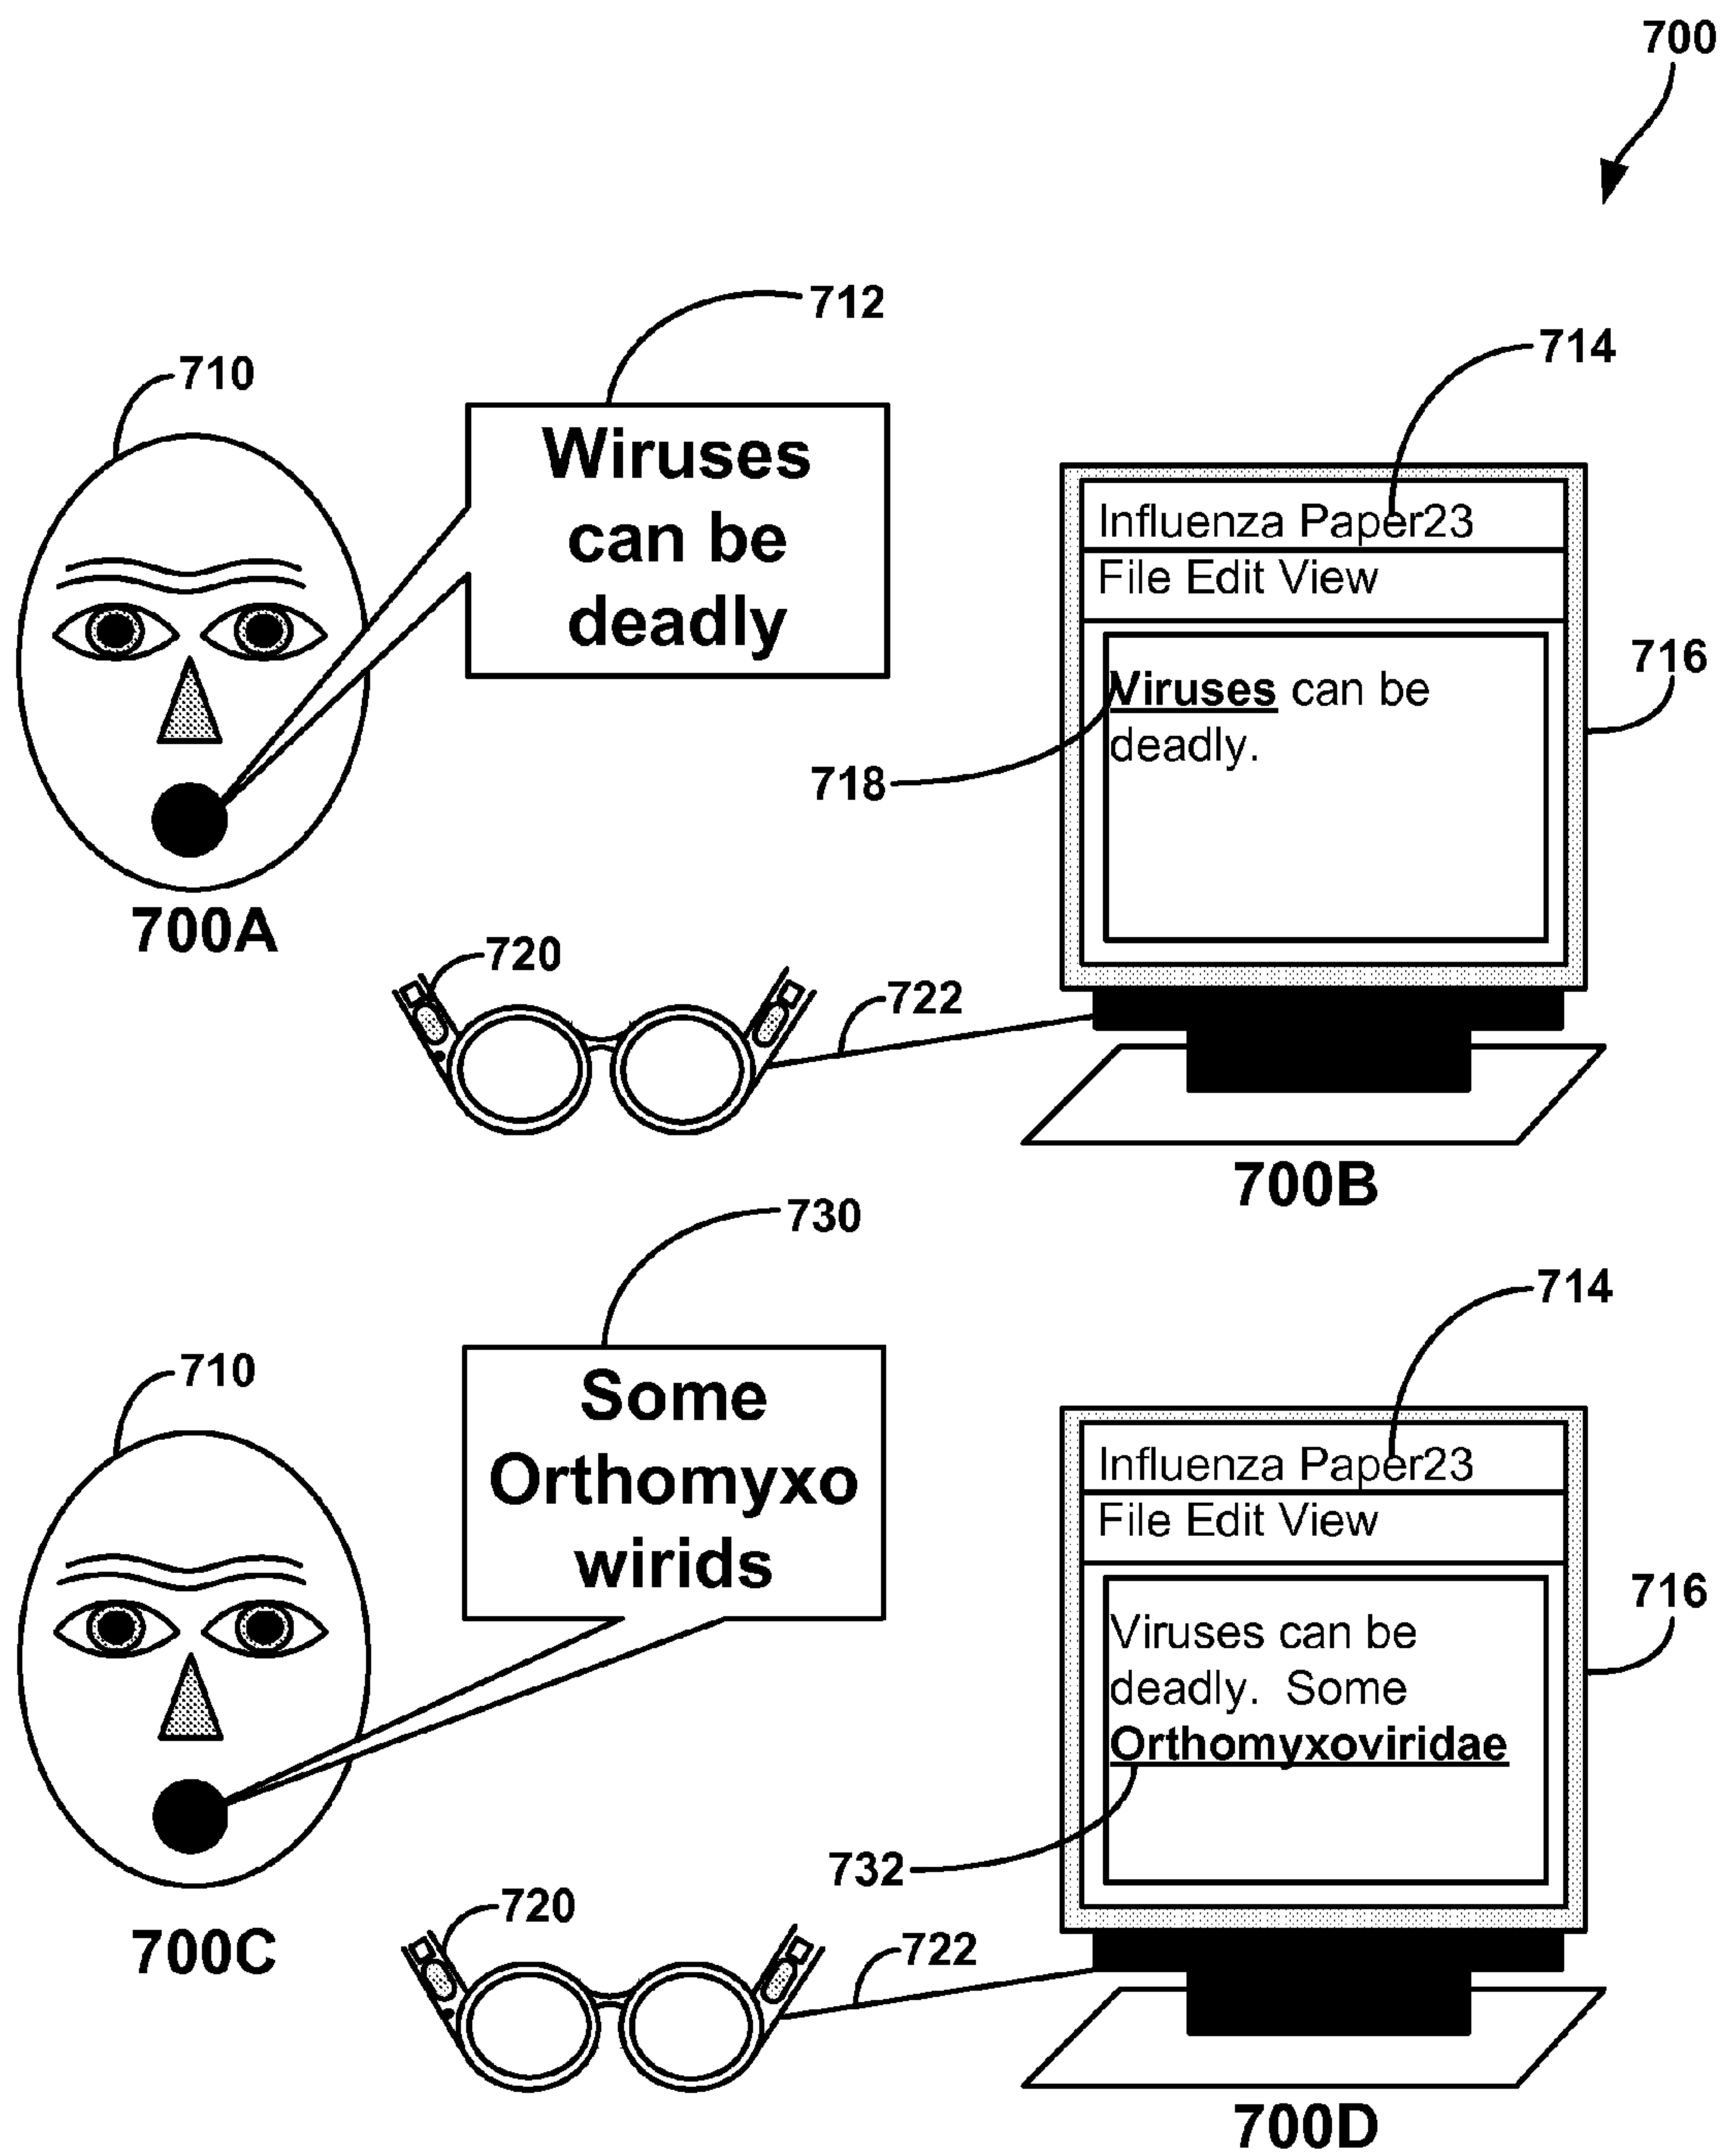 700
712
714
710
Wiruses
can be
deadly
Influenza Paper23
File Edit View
716
Viruses can be
deadly.
718
700A
720
722
700B
730
714
710
Some
Orthomyxo
wirids
Influenza Paper23
File Edit View
716
Viruses can be
deadly.  Some
Orthomyxoviridae
732
720
700C
722
700D